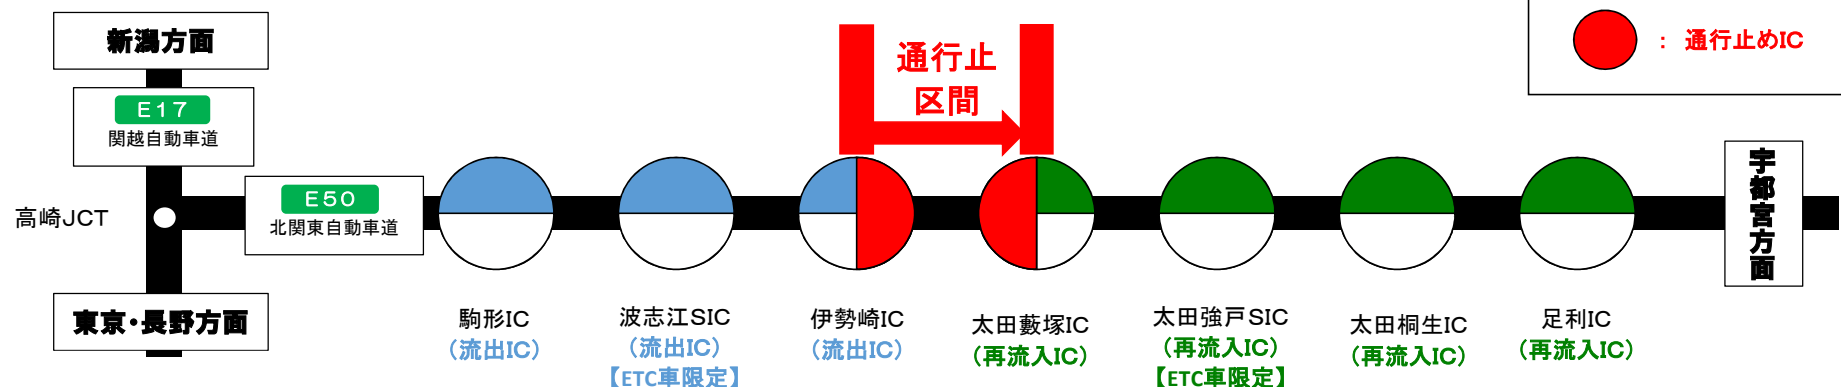 新潟方面
E17
関越自動車道
高崎JCT
E50
北関東自動車道
東京・長野方面
通行止
区間
： 通行止めIC
宇都宮方面
駒形IC
（流出IC）
波志江SIC
（流出IC）
【ETC車限定】
伊勢崎IC
（流出IC）
太田藪塚IC
（再流入IC）
太田強戸SIC
（再流入IC）
【ETC車限定】
太田桐生IC
（再流入IC）
足利IC
（再流入IC）